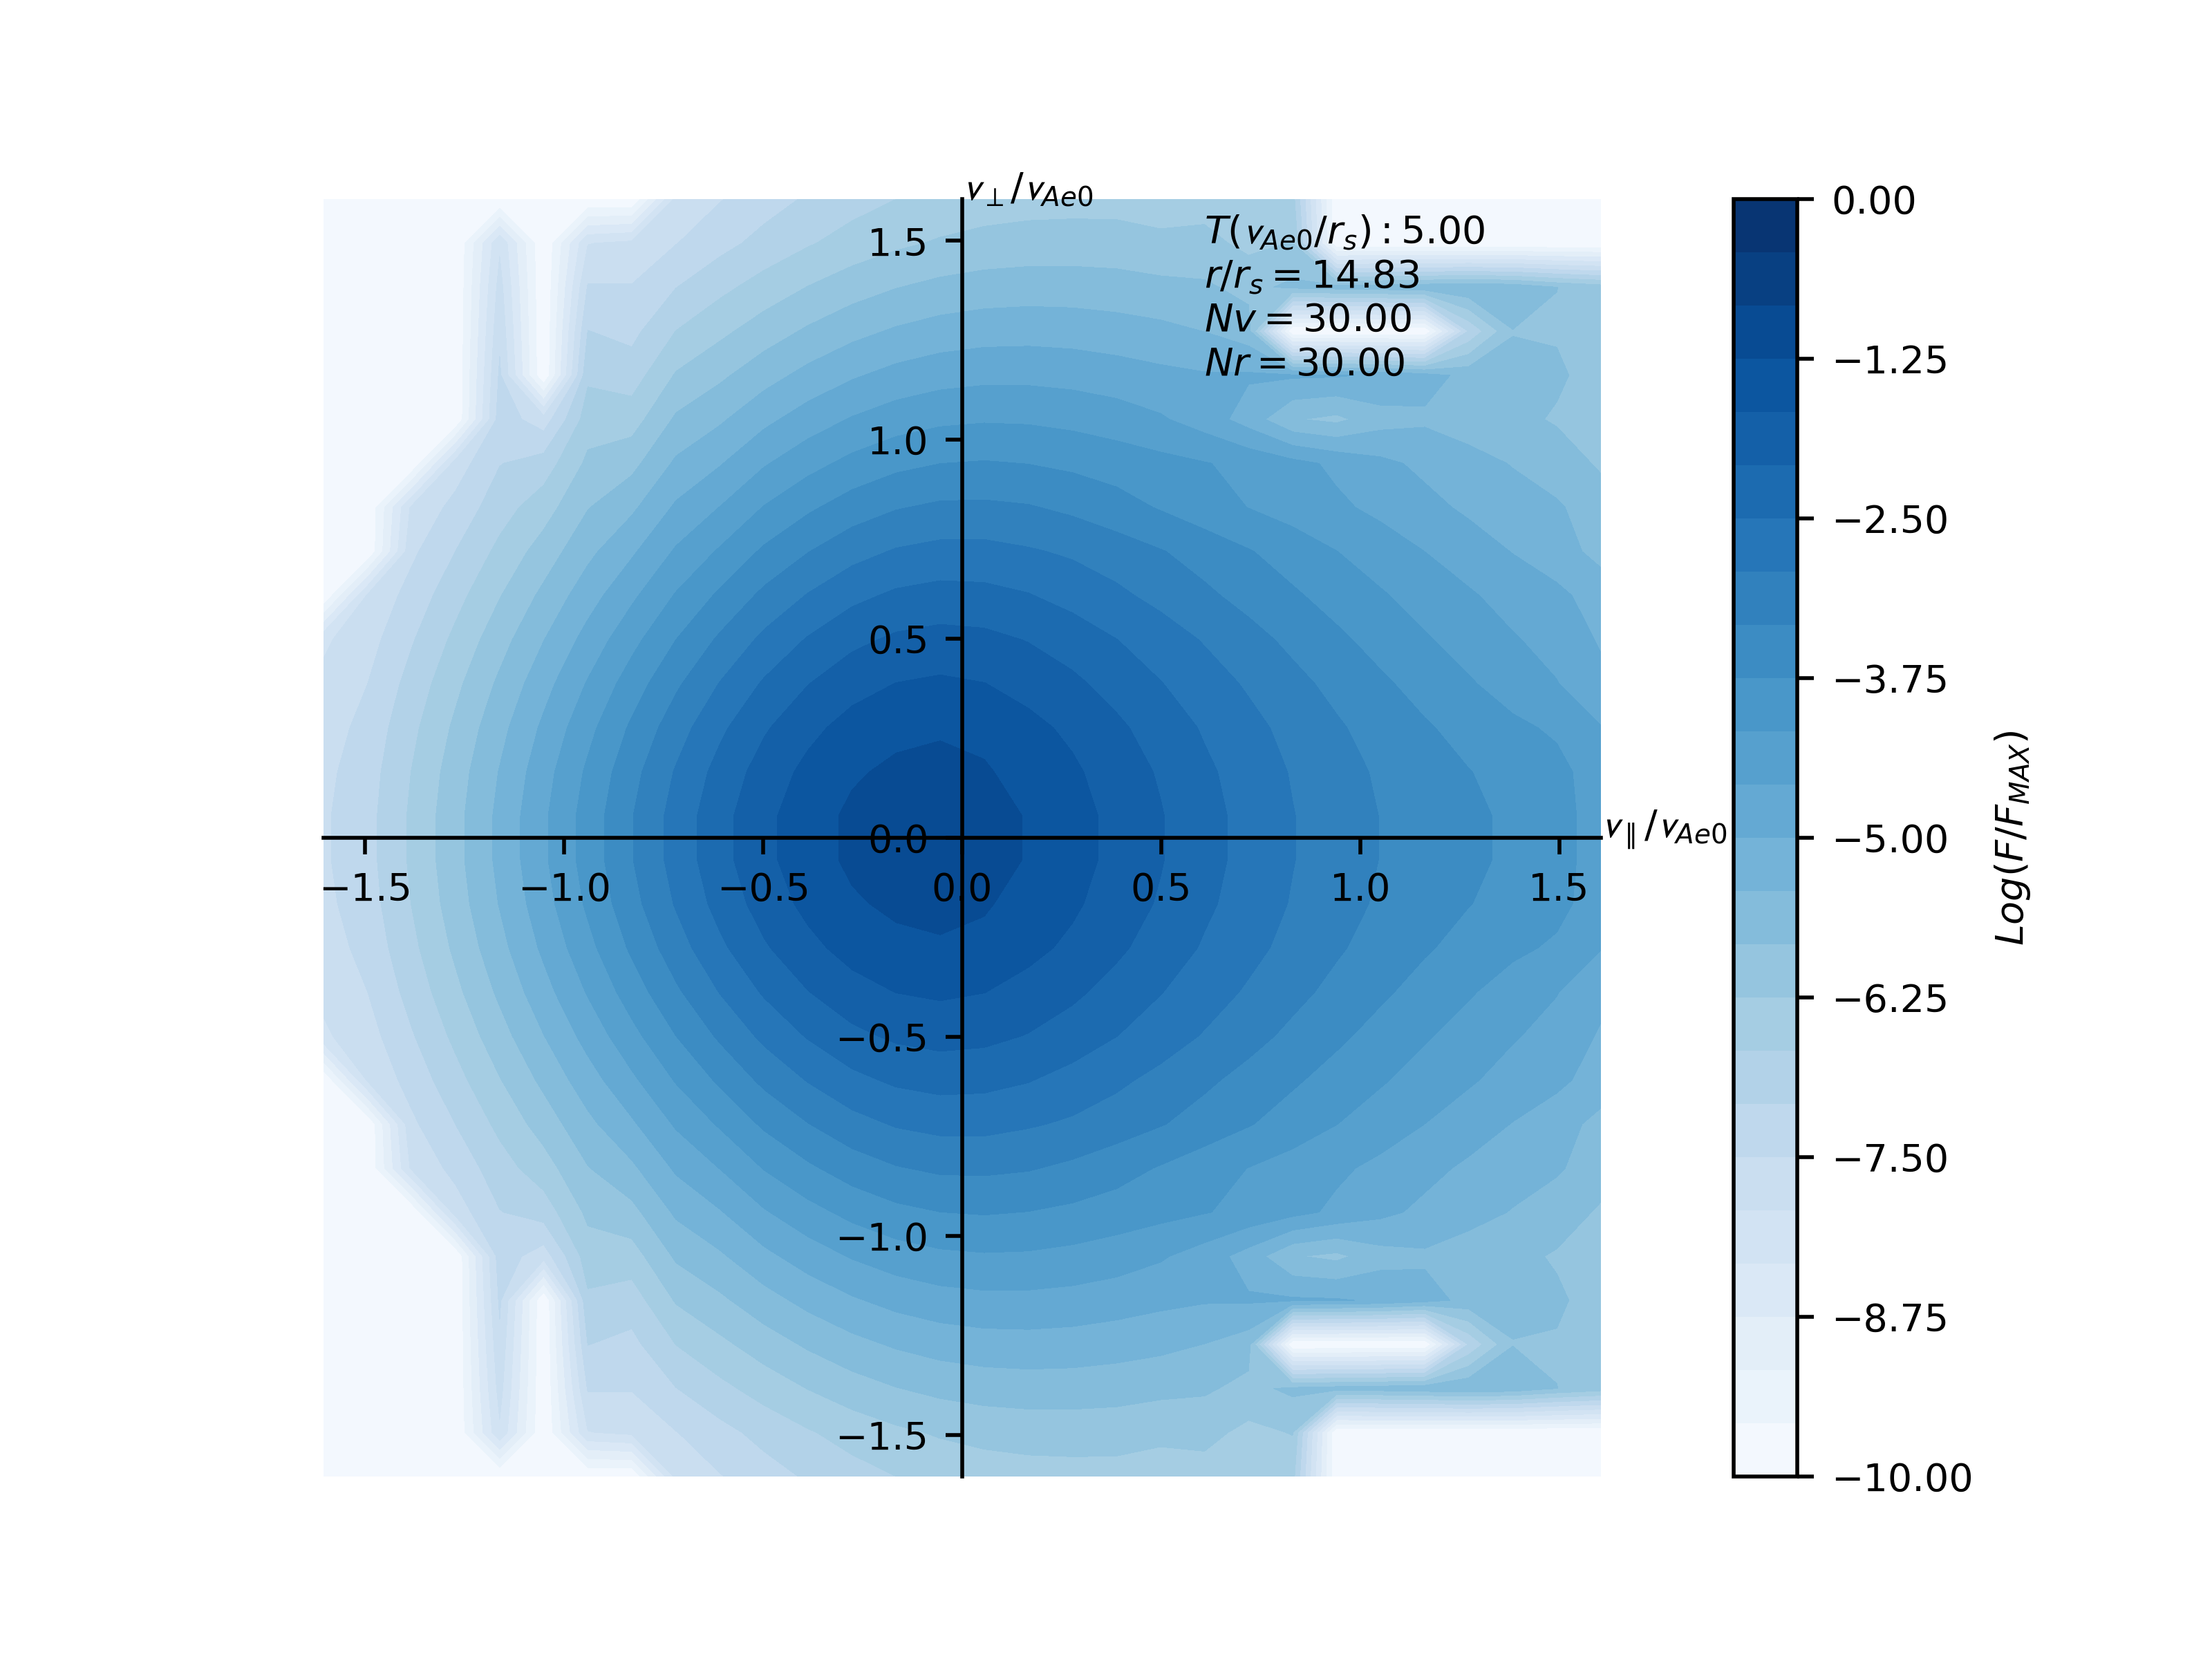 v⊥/vAe0
T(vAe0/rs) : 5.00
r/rs = 14.83
Nv = 30.00
Nr = 30.00
1.5
1.0
0.5
0.0
−0.5
−1.0
−1.5
−1.5 −1.0 −0.5 0.0 0.5 1.0 1.5
v∥/vAe0
0.00
−1.25
−2.50
−3.75
−5.00
−6.25
−7.50
−8.75
−10.00
Log(F/FMAX)